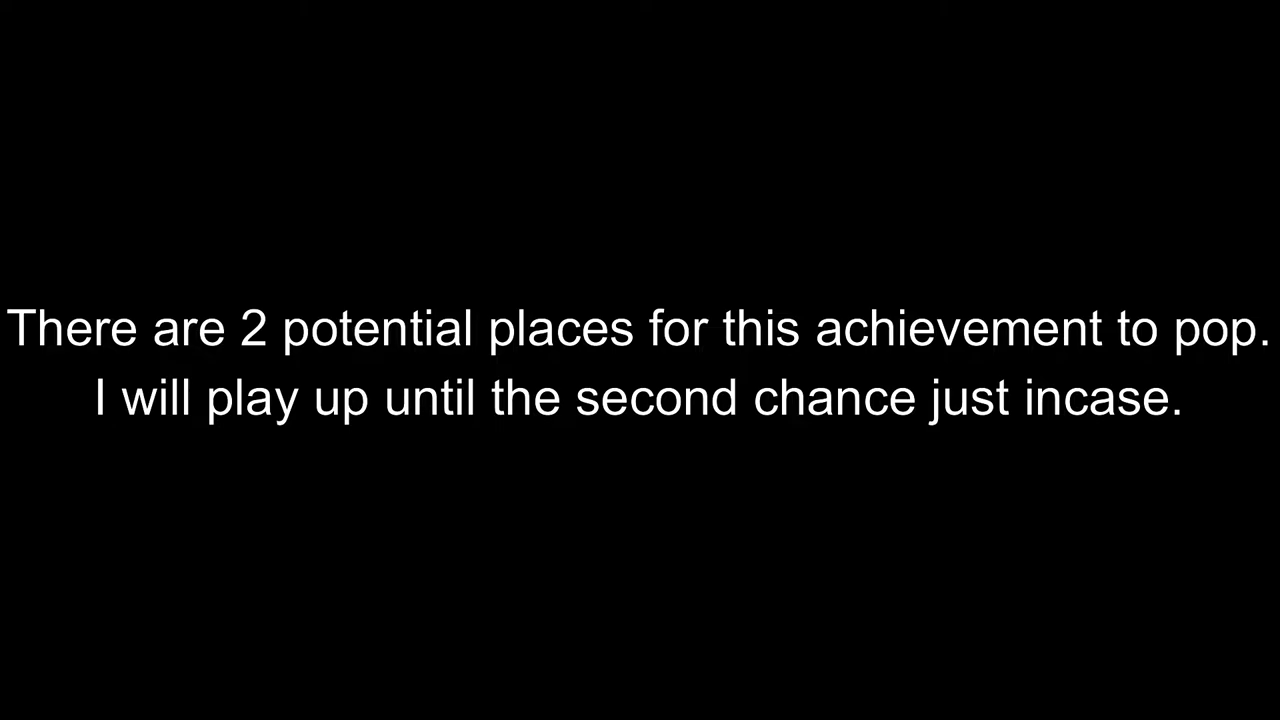 There are 2 potential places for this achievement to pop.
I will play up until the second chance just incase.